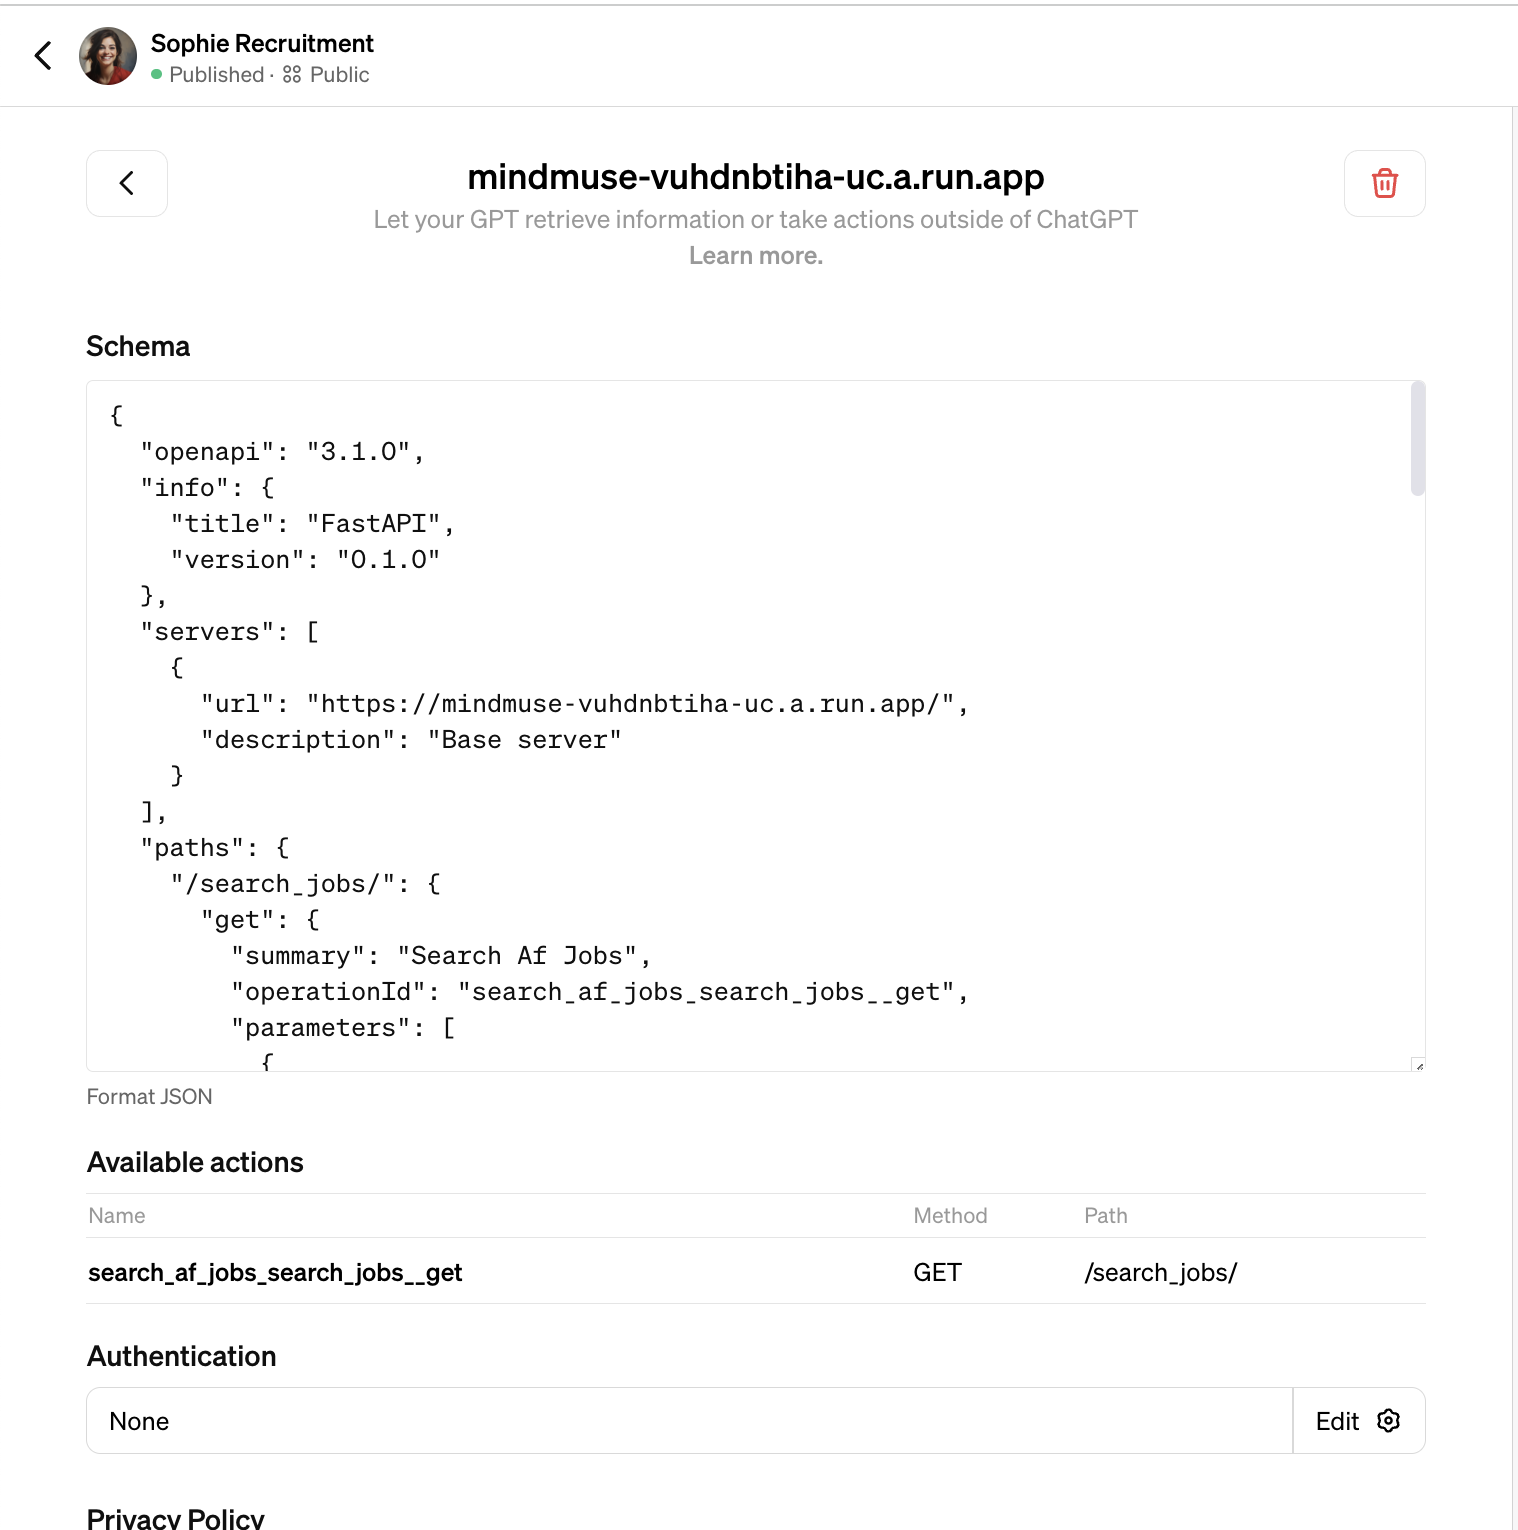 Sophie Recruitment
Published · Public
mindmuse-vuhdnbtiha-uc.a.run.app
Let your GPT retrieve information or take actions outside of ChatGPT
Learn more.
Schema
{
  "openapi": "3.1.0",
  "info": {
    "title": "FastAPI",
    "version": "0.1.0"
  },
  "servers": [
    {
      "url": "https://mindmuse-vuhdnbtiha-uc.a.run.app/",
      "description": "Base server"
    }
  ],
  "paths": {
    "/search_jobs/": {
      "get": {
        "summary": "Search Af Jobs",
        "operationId": "search_af_jobs_search_jobs__get",
        "parameters": [
          {
Format JSON
Available actions
Name Method Path
search_af_jobs_search_jobs__get GET /search_jobs/
Authentication
None Edit
Privacy Policy